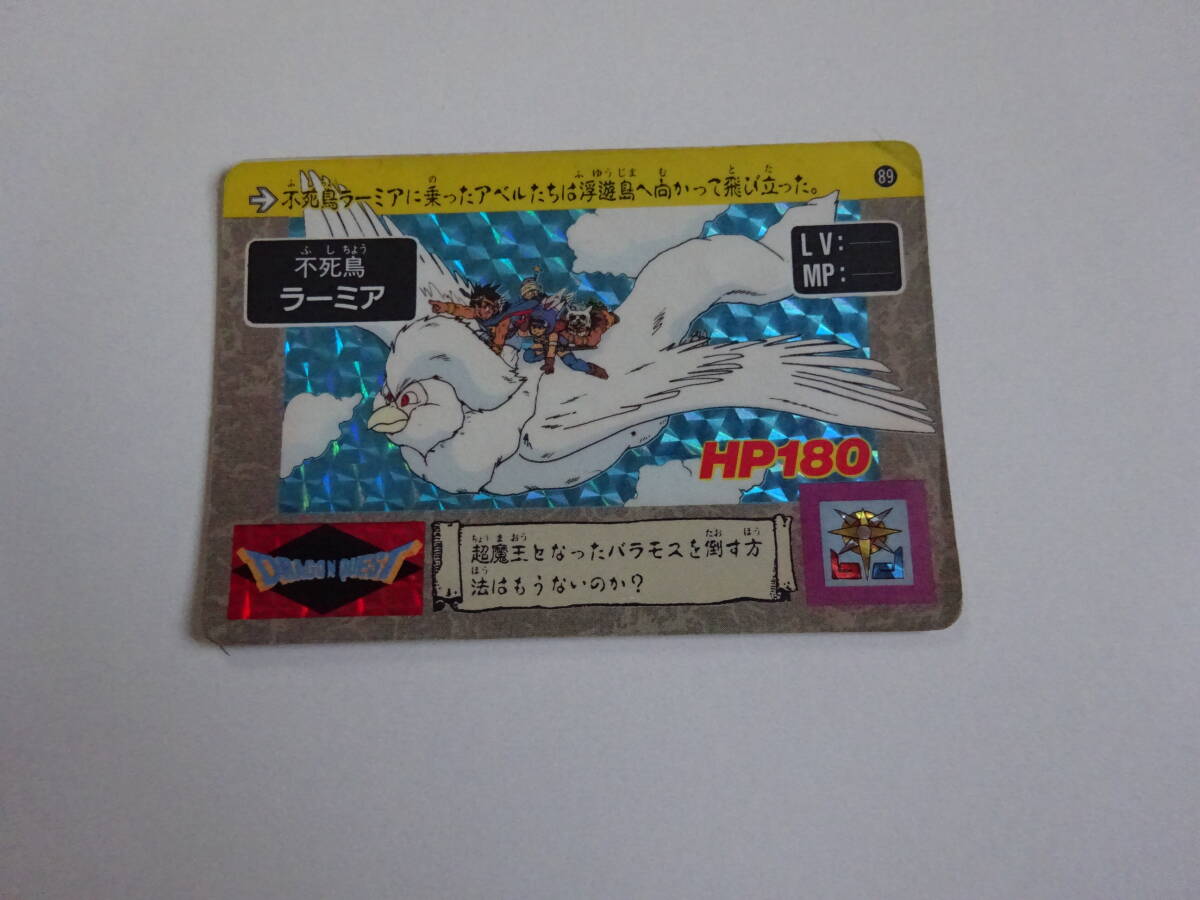 不死鳥ラーミアに乗ったアベルたちは浮遊島へ向かって飛び立った。
89
不死鳥
ラーミア
LV:
MP:
HP180
DRAGON QUEST
超魔王となったバラモスを倒す方
法はもうないのか?